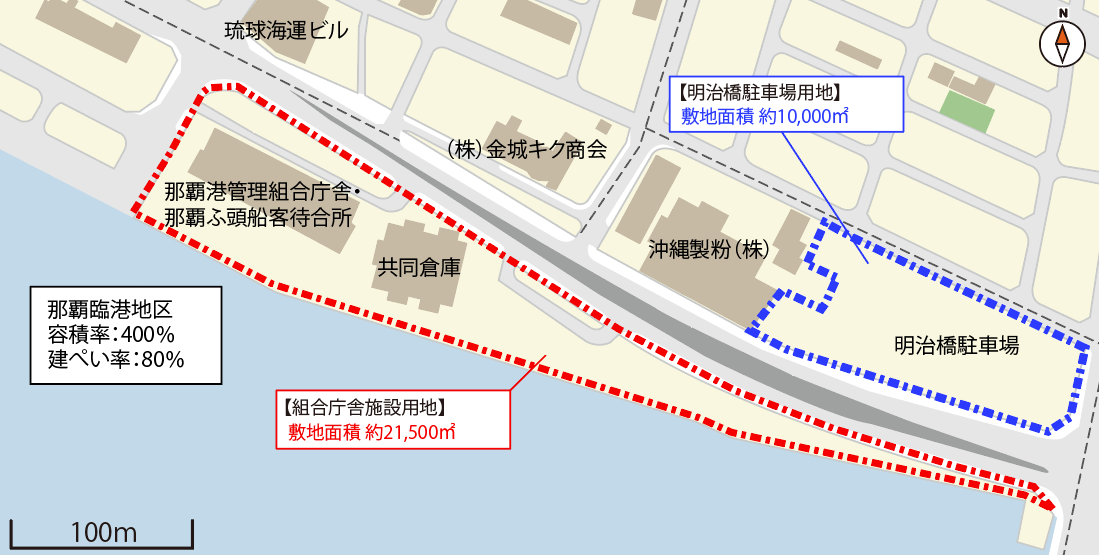 琉球海運ビル
N
【明治橋駐車場用地】
敷地面積 約10,000㎡
(株)金城キク商会
那覇港管理組合庁舎・
那覇ふ頭船客待合所
沖縄製粉(株)
共同倉庫
那覇臨港地区
容積率:400%
建ぺい率:80%
明治橋駐車場
【組合庁舎施設用地】
敷地面積 約21,500㎡
100m